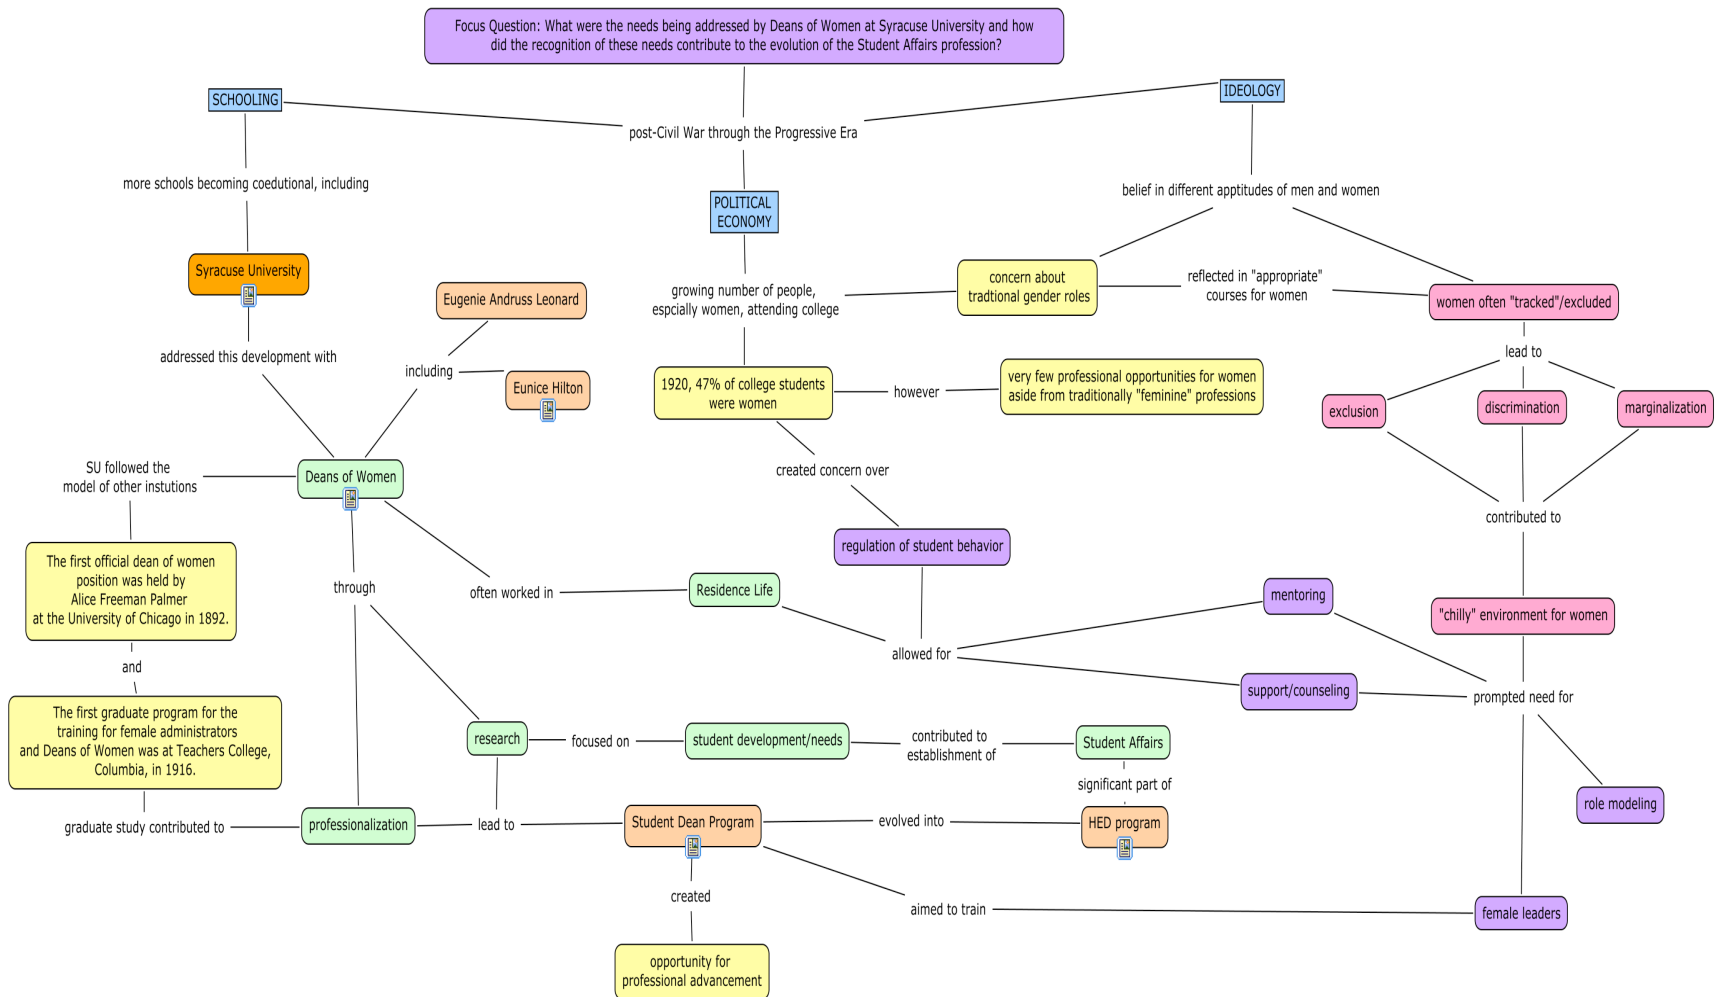 Focus Question: What were the needs being addressed by Deans of Women at Syracuse University and how
did the recognition of these needs contribute to the evolution of the Student Affairs profession?
SCHOOLING
IDEOLOGY
post-Civil War through the Progressive Era
more schools becoming coedutional, including
belief in different apptitudes of men and women
POLITICAL
ECONOMY
Syracuse University
Eugenie Andruss Leonard
growing number of people,
espcially women, attending college
concern about
tradtional gender roles
reflected in "appropriate"
courses for women
women often "tracked"/excluded
addressed this development with
including
Eunice Hilton
1920, 47% of college students
were women
however
very few professional opportunities for women
aside from traditionally "feminine" professions
lead to
exclusion
discrimination
marginalization
SU followed the
model of other instutions
Deans of Women
created concern over
contributed to
The first official dean of women
position was held by
Alice Freeman Palmer
at the University of Chicago in 1892.
through
often worked in
Residence Life
regulation of student behavior
mentoring
"chilly" environment for women
allowed for
and
support/counseling
prompted need for
The first graduate program for the
training for female administrators
and Deans of Women was at Teachers College,
Columbia, in 1916.
research
focused on
student development/needs
contributed to
establishment of
Student Affairs
significant part of
role modeling
graduate study contributed to
professionalization
lead to
Student Dean Program
evolved into
HED program
created
aimed to train
female leaders
opportunity for
professional advancement